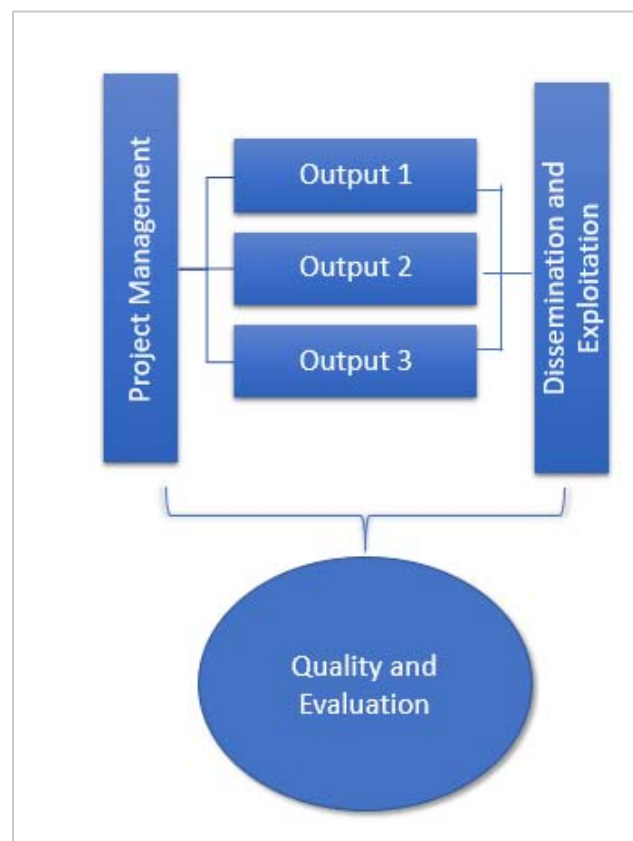 Project Management
Output 1
Output 2
Output 3
Dissemination and
Exploitation
Quality and
Evaluation